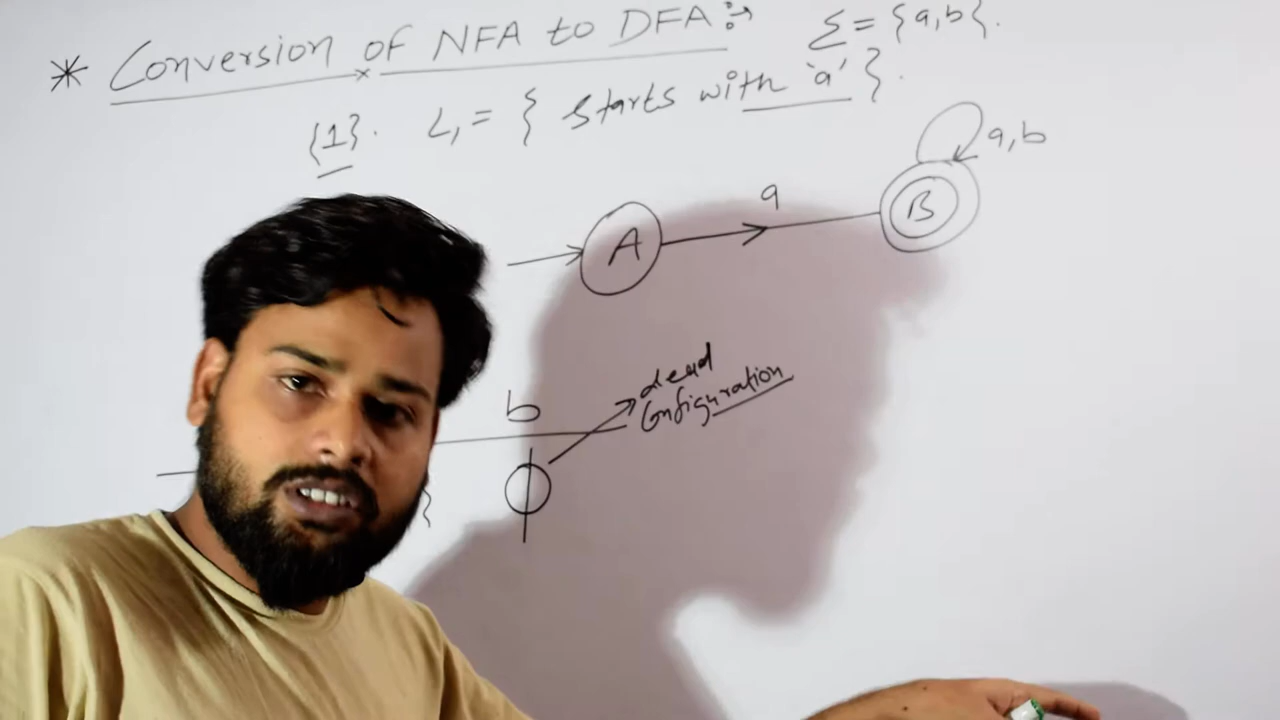 * Conversion of NFA to DFA :→ Σ = {a,b}.
{1}. L₁ = { starts with 'a' }.
a,b
a
A B
b
dead
Configuration
ϕ
}